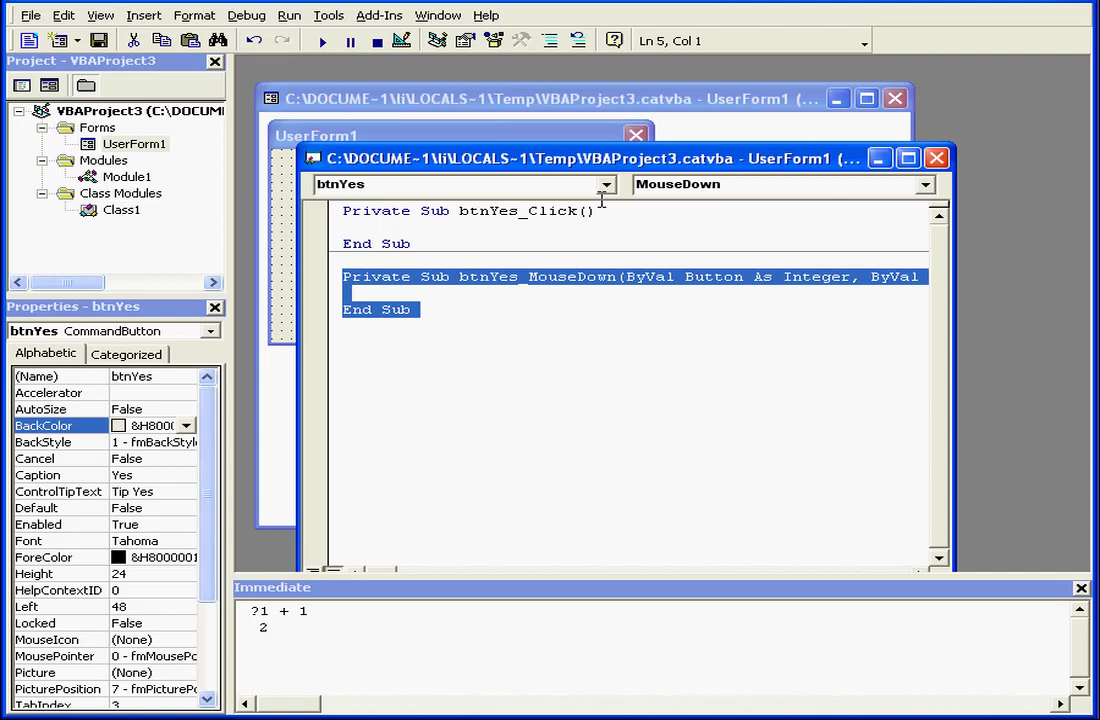 File Edit View Insert Format Debug Run Tools Add-Ins Window Help
Ln 5, Col 1
Project - VBAProject3
VBAProject3 (C:\DOCUMI
Forms
UserForm1
Modules
Module1
Class Modules
Class1
Properties - btnYes
btnYes CommandButton
Alphabetic Categorized
(Name) btnYes
Accelerator
AutoSize False
BackColor &H800(
BackStyle 1 - fmBackStyl
Cancel False
Caption Yes
ControlTipText Tip Yes
Default False
Enabled True
Font Tahoma
ForeColor &H8000001
Height 24
HelpContextID 0
Left 48
Locked False
MouseIcon (None)
MousePointer 0 - fmMousePc
Picture (None)
PicturePosition 7 - fmPicturePc
TabIndex 3
C:\DOCUME~1\li\LOCALS~1\Temp\VBAProject3.catvba - UserForm1 (...
UserForm1
C:\DOCUME~1\li\LOCALS~1\Temp\VBAProject3.catvba - UserForm1 (...
btnYes MouseDown
Private Sub btnYes_Click()
End Sub
Private Sub btnYes_MouseDown(ByVal Button As Integer, ByVal
End Sub
Immediate
?1 + 1
2